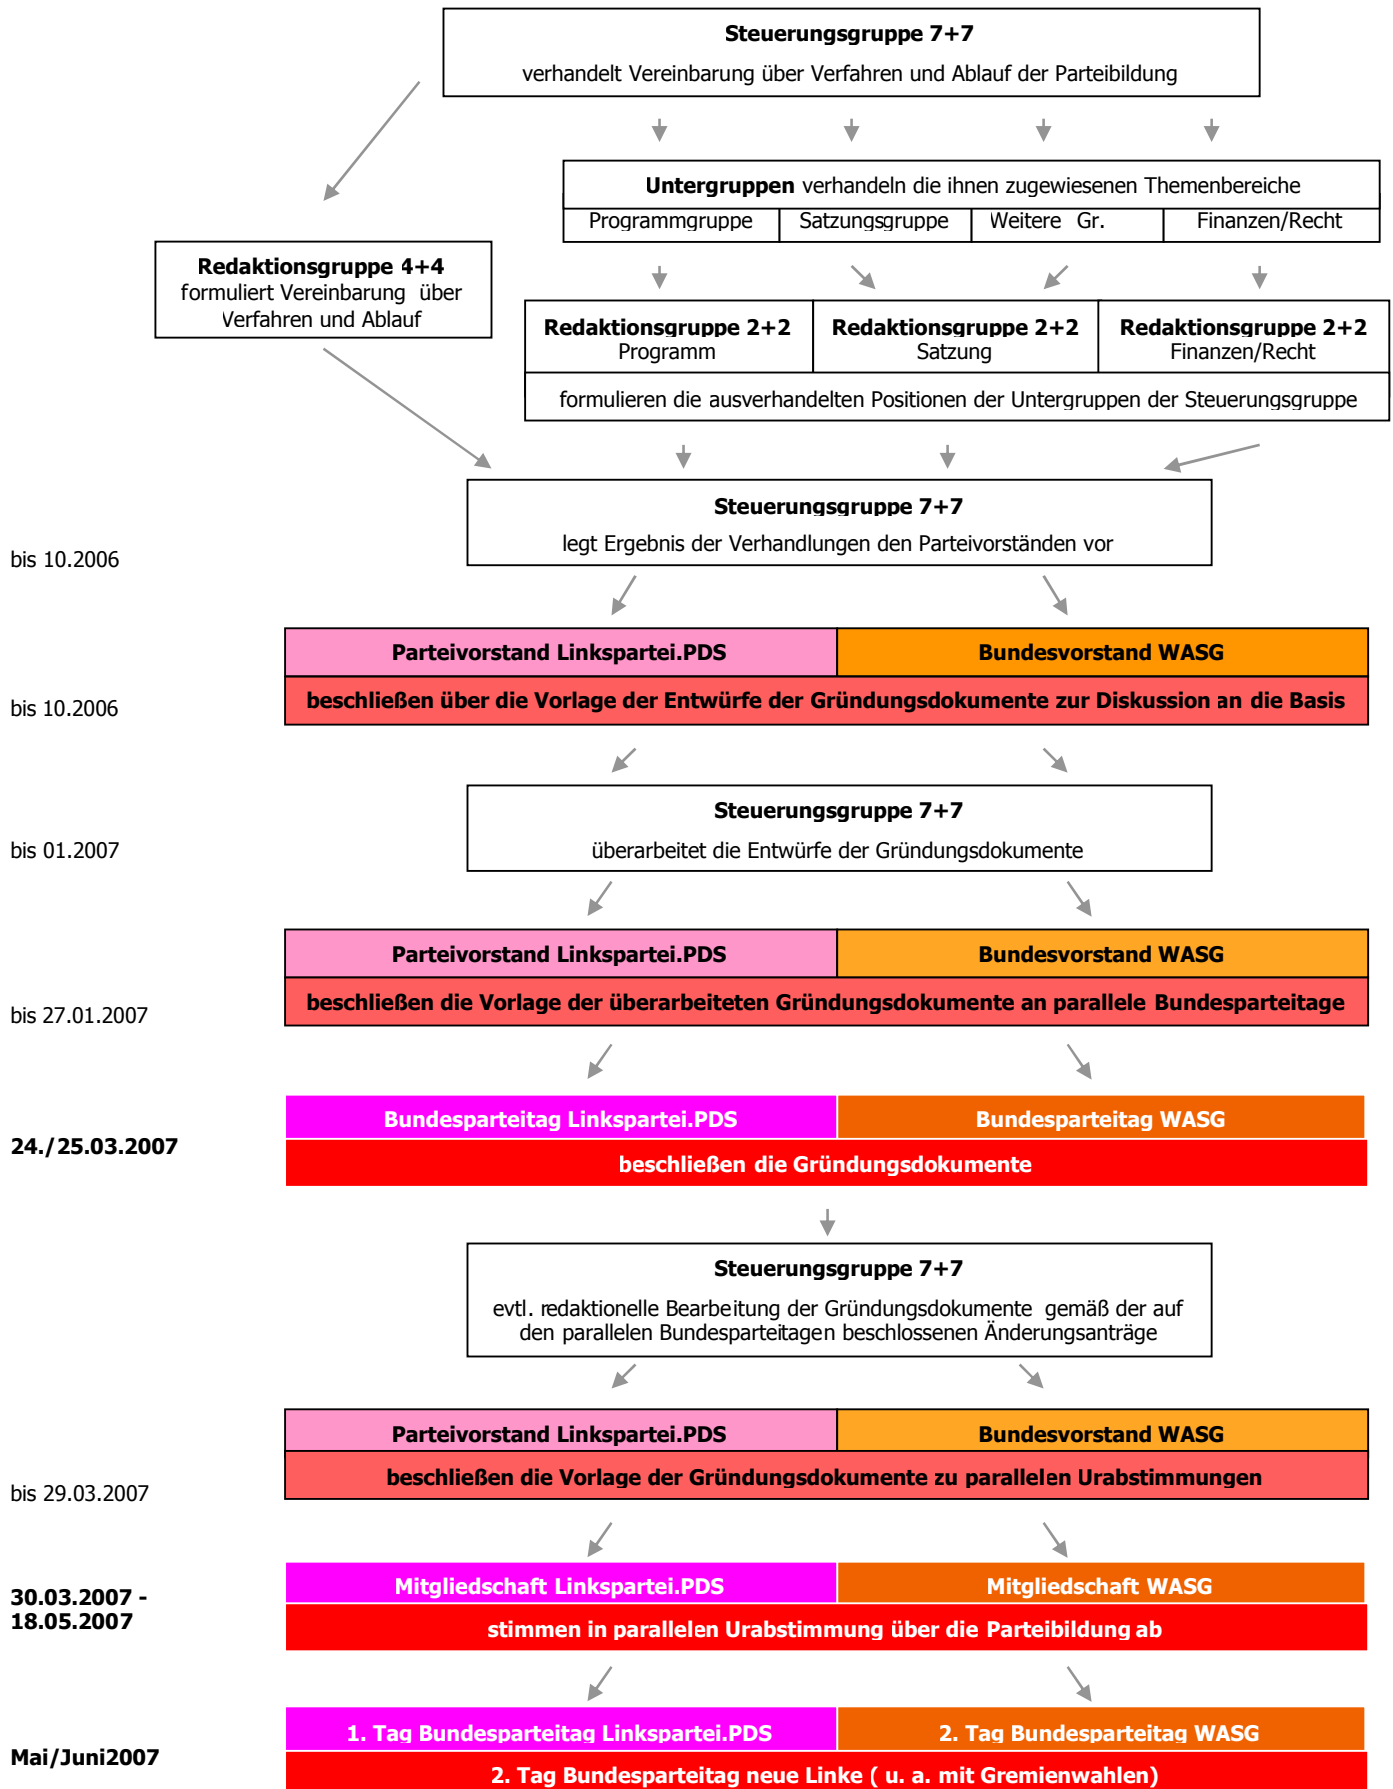 Steuerungsgruppe 7+7
verhandelt Vereinbarung über Verfahren und Ablauf der Parteibildung
Untergruppen verhandeln die ihnen zugewiesenen Themenbereiche
Programmgruppe Satzungsgruppe Weitere Gr. Finanzen/Recht
Redaktionsgruppe 4+4
formuliert Vereinbarung über
Verfahren und Ablauf
Redaktionsgruppe 2+2
Programm
Redaktionsgruppe 2+2
Satzung
Redaktionsgruppe 2+2
Finanzen/Recht
formulieren die ausverhandelten Positionen der Untergruppen der Steuerungsgruppe
Steuerungsgruppe 7+7
legt Ergebnis der Verhandlungen den Parteivorständen vor
bis 10.2006
Parteivorstand Linkspartei.PDS Bundesvorstand WASG
beschließen über die Vorlage der Entwürfe der Gründungsdokumente zur Diskussion an die Basis
bis 10.2006
Steuerungsgruppe 7+7
überarbeitet die Entwürfe der Gründungsdokumente
bis 01.2007
Parteivorstand Linkspartei.PDS Bundesvorstand WASG
beschließen die Vorlage der überarbeiteten Gründungsdokumente an parallele Bundesparteitage
bis 27.01.2007
Bundesparteitag Linkspartei.PDS Bundesparteitag WASG
24./25.03.2007
beschließen die Gründungsdokumente
Steuerungsgruppe 7+7
evtl. redaktionelle Bearbeitung der Gründungsdokumente gemäß der auf
den parallelen Bundesparteitagen beschlossenen Änderungsanträge
Parteivorstand Linkspartei.PDS Bundesvorstand WASG
beschließen die Vorlage der Gründungsdokumente zu parallelen Urabstimmungen
bis 29.03.2007
Mitgliedschaft Linkspartei.PDS Mitgliedschaft WASG
30.03.2007 -
18.05.2007
stimmen in parallelen Urabstimmung über die Parteibildung ab
1. Tag Bundesparteitag Linkspartei.PDS 2. Tag Bundesparteitag WASG
Mai/Juni2007
2. Tag Bundesparteitag neue Linke ( u. a. mit Gremienwahlen)